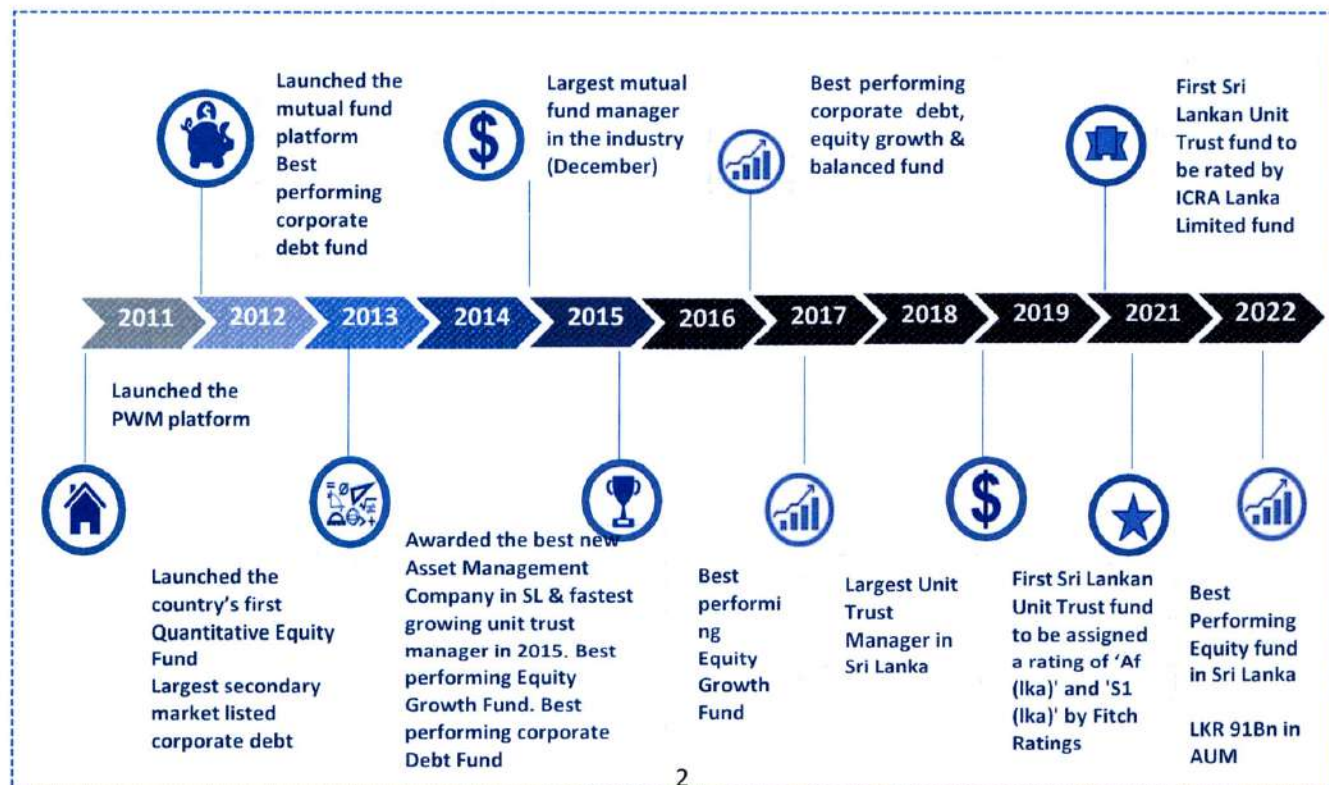 Launched the
mutual fund
platform
Best
performing
corporate
debt fund
Largest mutual
fund manager
in the industry
(December)
Best performing
corporate debt,
equity growth &
balanced fund
First Sri
Lankan Unit
Trust fund to
be rated by
ICRA Lanka
Limited fund
2011 2012 2013 2014 2015 2016 2017 2018 2019 2021 2022
Launched the
PWM platform
Launched the
country's first
Quantitative Equity
Fund
Largest secondary
market listed
corporate debt
Awarded the best new
Asset Management
Company in SL & fastest
growing unit trust
manager in 2015. Best
performing Equity
Growth Fund. Best
performing corporate
Debt Fund
Best
performi
ng
Equity
Growth
Fund
Largest Unit
Trust
Manager in
Sri Lanka
First Sri Lankan
Unit Trust fund
to be assigned
a rating of 'Af
(lka)' and 'S1
(lka)' by Fitch
Ratings
Best
Performing
Equity fund
in Sri Lanka
LKR 91Bn in
AUM
2